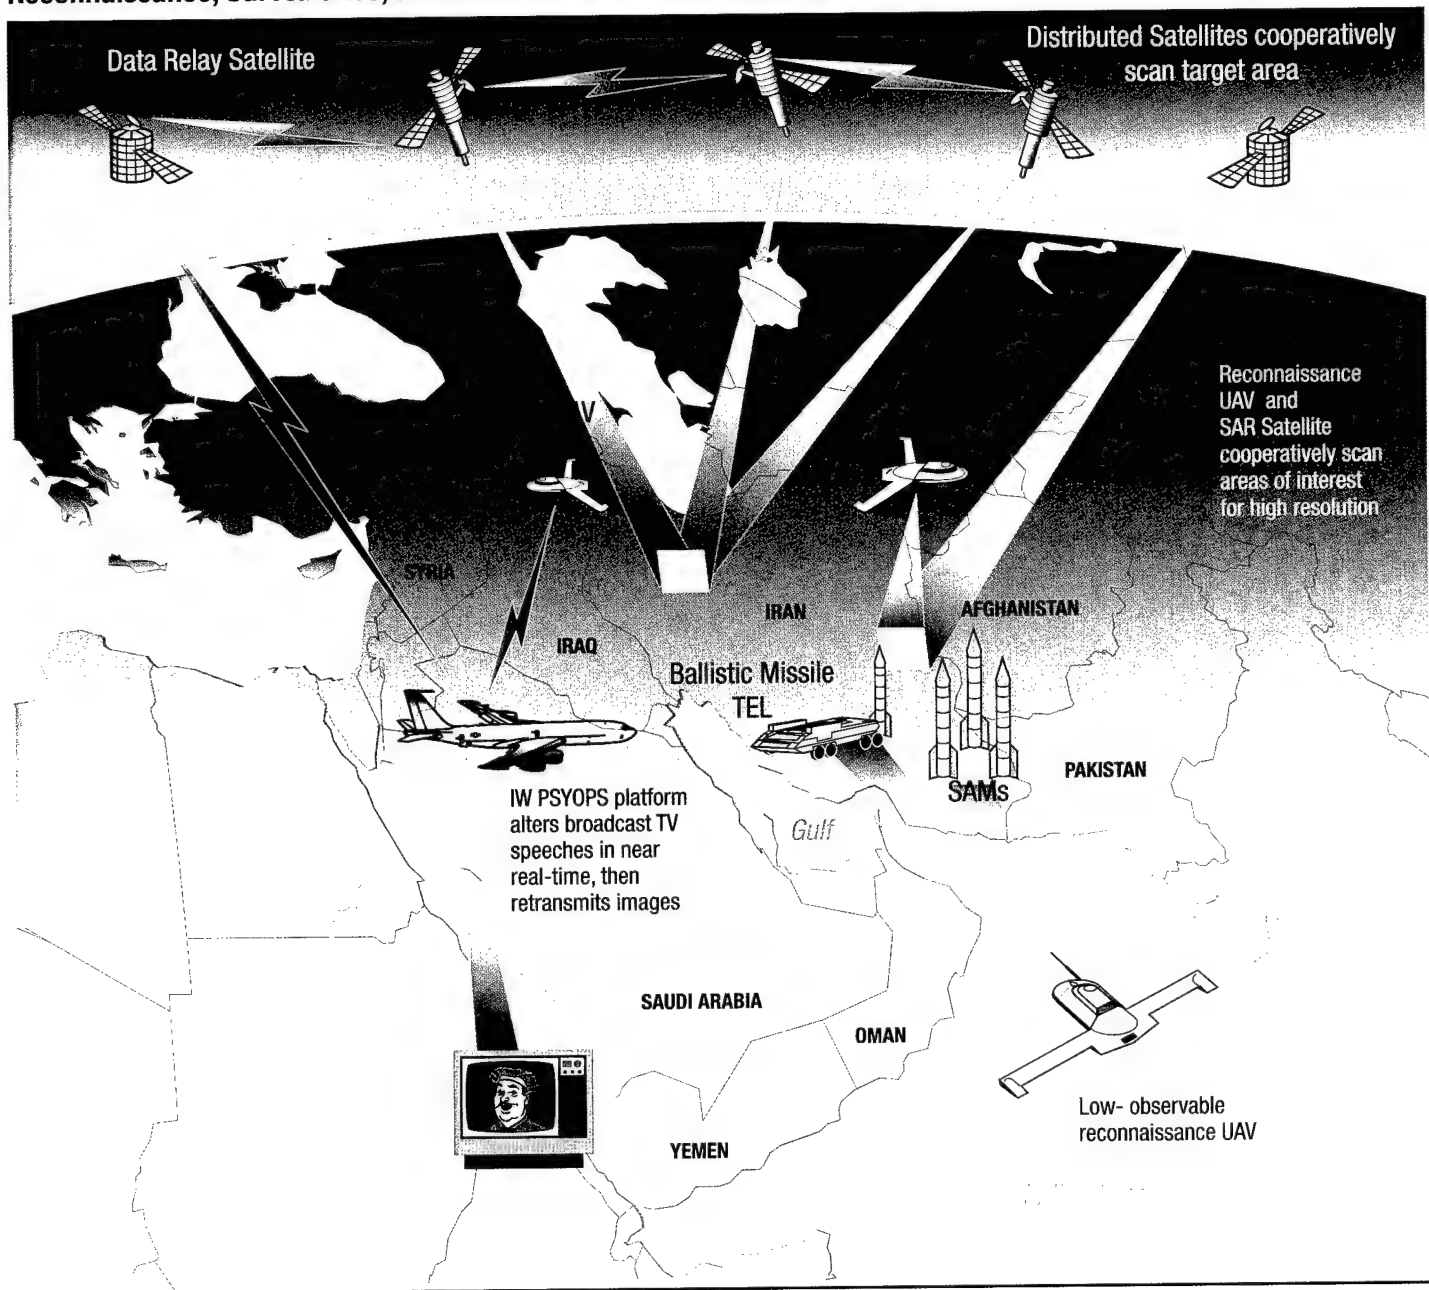 Reconnaissance,
Data Relay Satellite
Distributed Satellites cooperatively
scan target area
Reconnaissance
UAV and
SAR Satellite
cooperatively scan
areas of interest
for high resolution
SYRIA
IRAQ
IRAN
AFGHANISTAN
Ballistic Missile
TEL
SAMs
PAKISTAN
IW PSYOPS platform
alters broadcast TV
speeches in near
real-time, then
retransmits images
Gulf
SAUDI ARABIA
OMAN
YEMEN
Low- observable
reconnaissance UAV